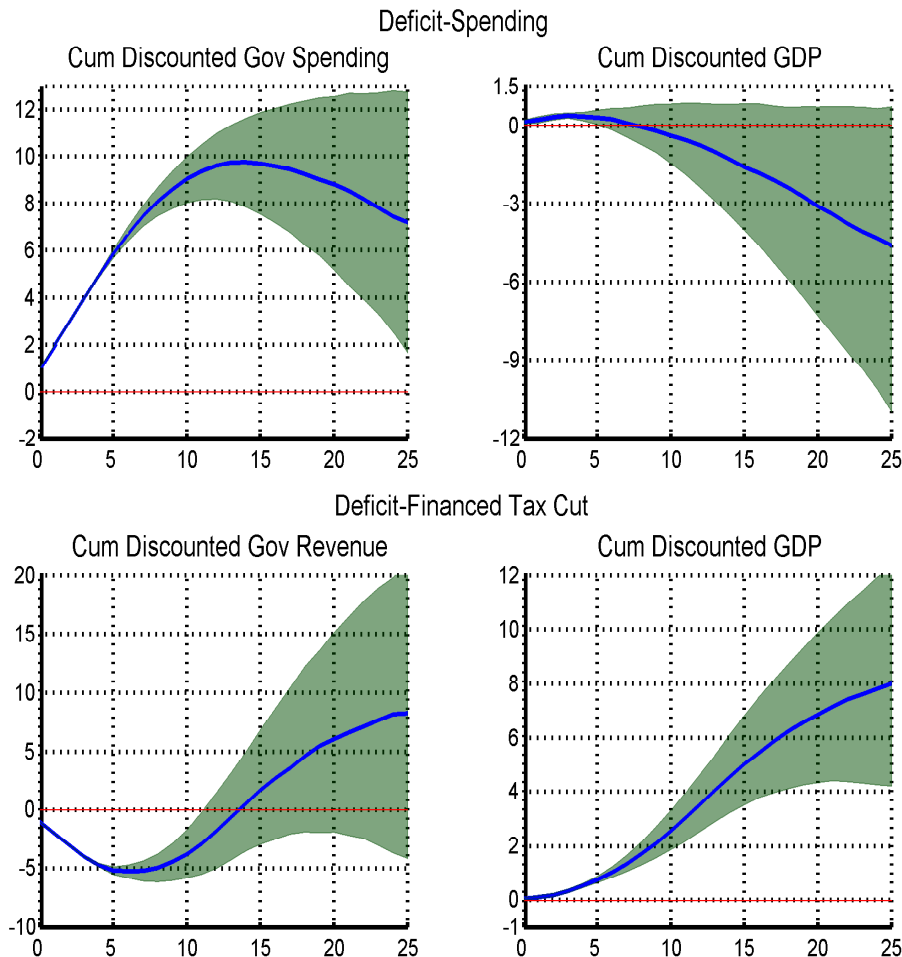 Deficit-Spending
Cum Discounted Gov Spending
12
10
8
6
4
2
0
-2
0 5 10 15 20 25
Cum Discounted GDP
1.5
0
-3
-6
-9
-12
0 5 10 15 20 25
Deficit-Financed Tax Cut
Cum Discounted Gov Revenue
20
15
10
5
0
-5
-10
0 5 10 15 20 25
Cum Discounted GDP
12
10
8
6
4
2
0
-1
0 5 10 15 20 25